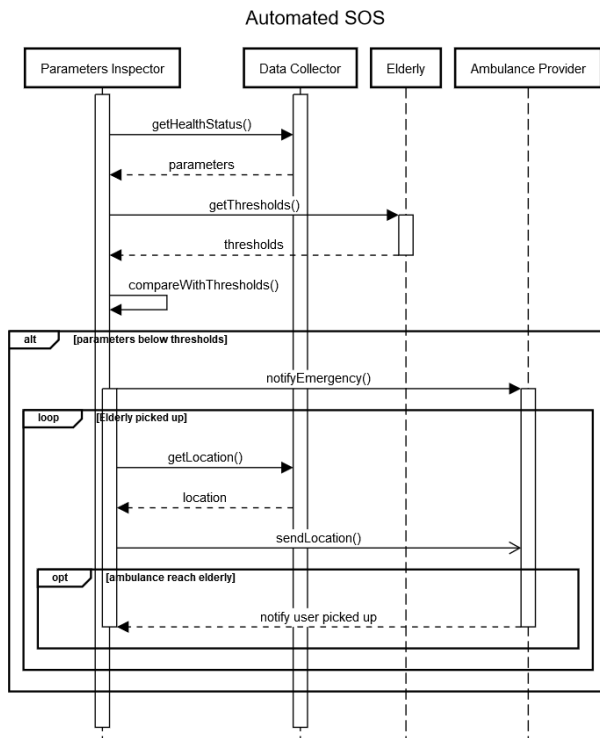 Automated SOS
Parameters Inspector
Data Collector
Elderly
Ambulance Provider
getHealthStatus()
parameters
getThresholds()
thresholds
compareWithThresholds()
alt [parameters below thresholds]
notifyEmergency()
loop [Elderly picked up]
getLocation()
location
sendLocation()
opt [ambulance reach elderly]
notify user picked up